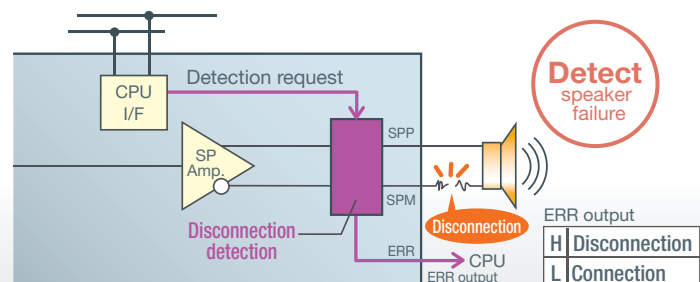 Detection request
Detect
speaker
failure
CPU
I/F
SPP
SP
Amp.
SPM
Disconnection
detection
Disconnection
ERR
CPU
ERR output
ERR output
H Disconnection
L Connection